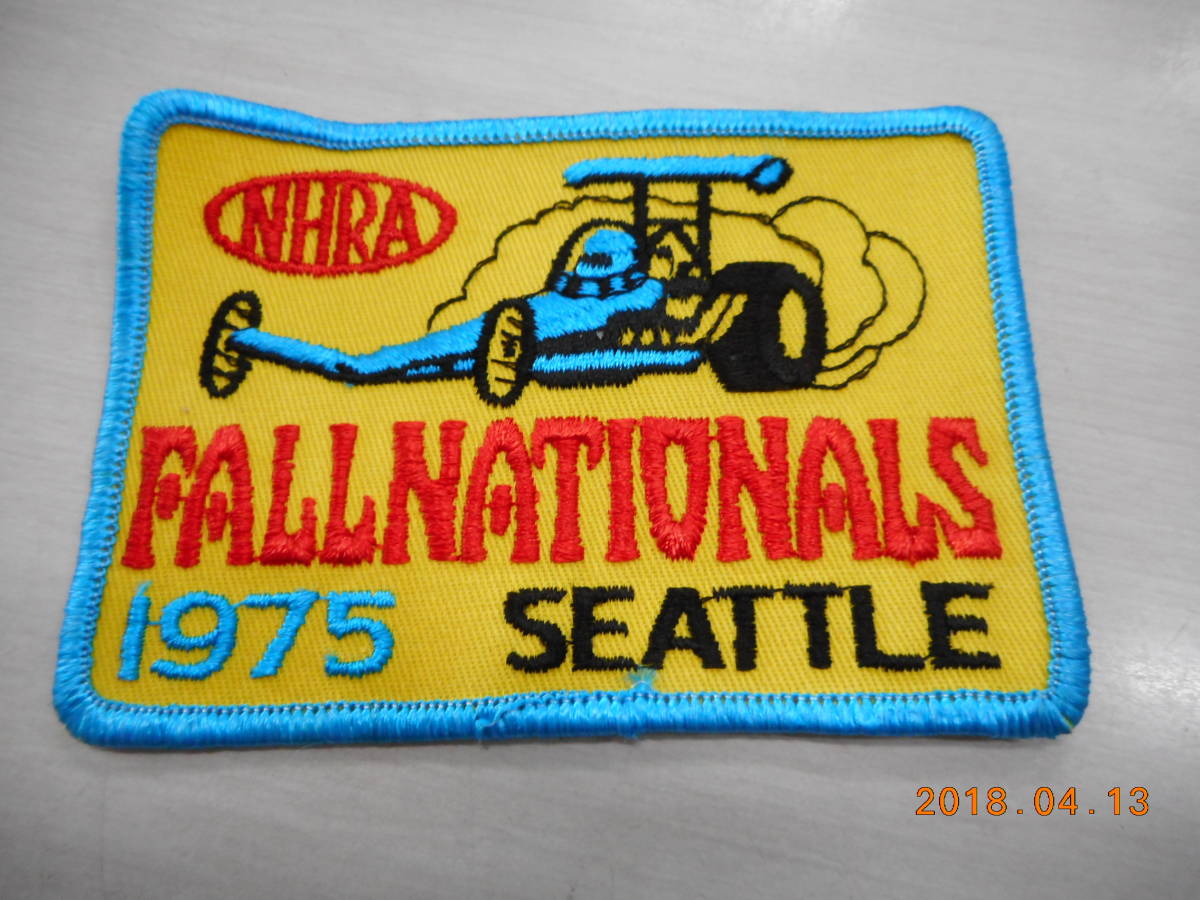 NHRA
FALLNATIONALS
1975 SEATTLE
2018.04.13